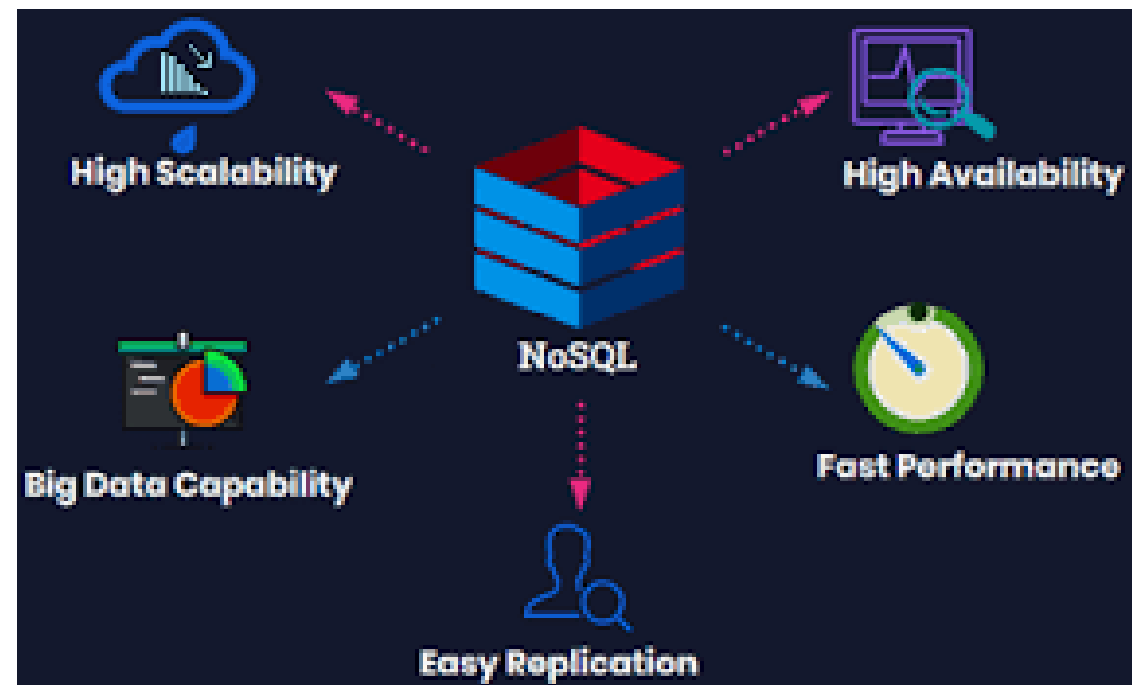 High Scalability
High Availability
NoSQL
Big Data Capability
Fast Performance
Easy Replication